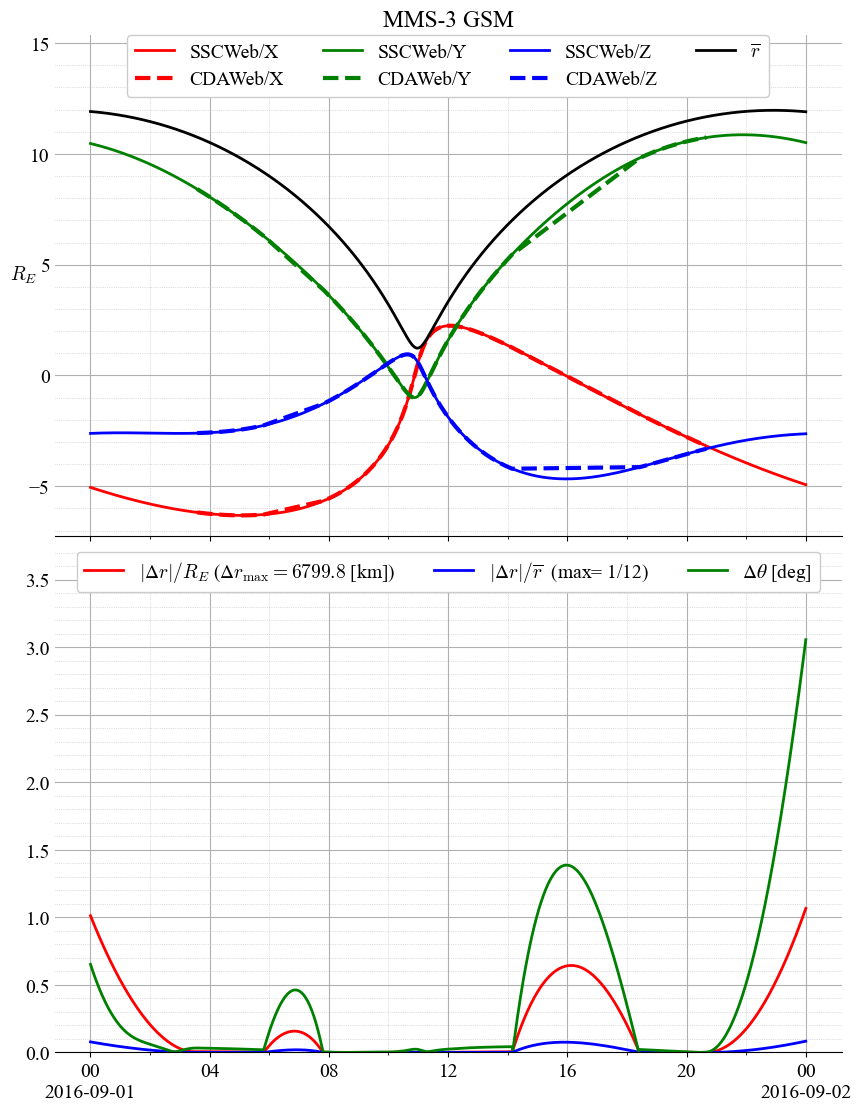 MMS-3 GSM
SSCWeb/X SSCWeb/Y SSCWeb/Z r̅
CDAWeb/X CDAWeb/Y CDAWeb/Z
15
10
5
R_E
0
−5
|Δr|/R_E (Δr_max = 6799.8 [km]) |Δr|/r̅ (max= 1/12) Δθ [deg]
3.5
3.0
2.5
2.0
1.5
1.0
0.5
0.0
00 04 08 12 16 20 00
2016-09-01 2016-09-02